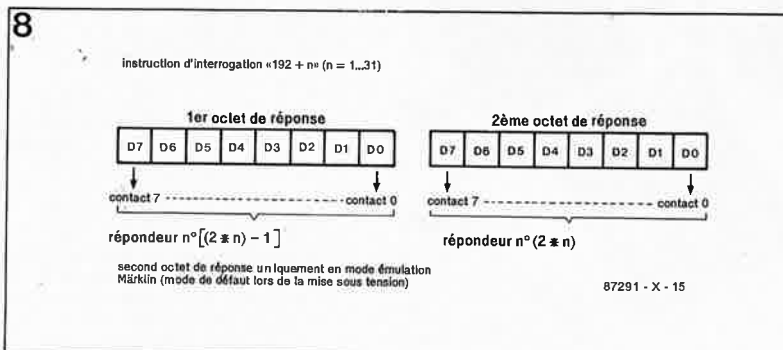 8
instruction d'interrogation «192 + n» (n = 1...31)
1er octet de réponse
D7 D6 D5 D4 D3 D2 D1 D0
contact 7 contact 0
répondeur n° [(2 * n) – 1]
second octet de réponse uniquement en mode émulation
Märklin (mode de défaut lors de la mise sous tension)
2ème octet de réponse
D7 D6 D5 D4 D3 D2 D1 D0
contact 7 contact 0
répondeur n° (2 * n)
87291 - X - 15